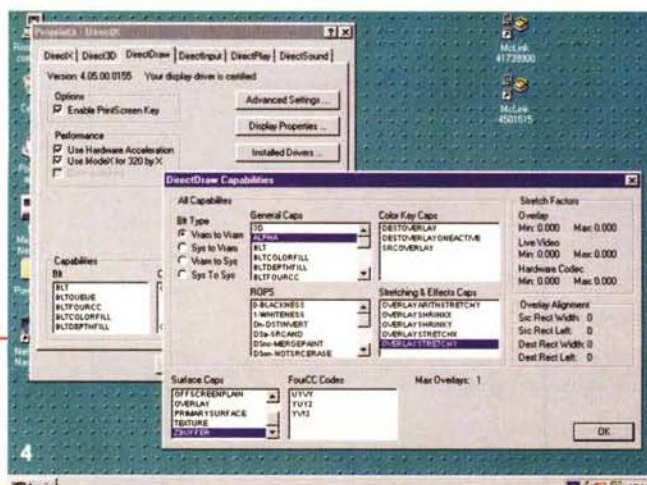 Proprietà - DirectX
DirectX
Direct3D
DirectDraw
DirectInput
DirectPlay
DirectSound
Version: 4.05.00.0155 Your display driver is certified
Options
Enable PrintScreen Key
Advanced Settings ...
Display Properties ...
Performance
Use Hardware Acceleration
Use ModeX for 320 by X
Installed Drivers ...
Capabilities
Blt
BLT
BLTQUEUE
BLTFOURCC
BLTCOLORFILL
BLTDEPTHFILL
McLink
41739900
McLink
4501515
DirectDraw Capabilities
All Capabilities
Blt Type
Vram to Vram
Sys to Vram
Vram to Sys
Sys To Sys
General Caps
3D
ALPHA
BLT
BLTCOLORFILL
BLTDEPTHFILL
BLTFOURCC
Color Key Caps
DESTOVERLAY
DESTOVERLAYONEACTIVE
SRCOVERLAY
Stretch Factors
Overlay
Min: 0.000 Max: 0.000
Live Video
Min: 0.000 Max: 0.000
Hardware Codec
Min: 0.000 Max: 0.000
ROPS
0-BLACKNESS
1-WHITENESS
Dn-DSTINVERT
DSa-SRCAND
DSno-MERGEPAINT
DSon-NOTSRCERASE
Stretching & Effects Caps
OVERLAYARITHSTRETCHY
OVERLAYSHRINKX
OVERLAYSHRINKY
OVERLAYSTRETCHX
OVERLAYSTRETCHY
Overlay Alignment
Src Rect Width: 0
Src Rect Left: 0
Dest Rect Width: 0
Dest Rect Left: 0
Surface Caps
OFFSCREENPLAIN
OVERLAY
PRIMARYSURFACE
TEXTURE
ZBUFFER
FourCC Codes
UYVY
YUY2
YV12
Max Overlays: 1
OK
4